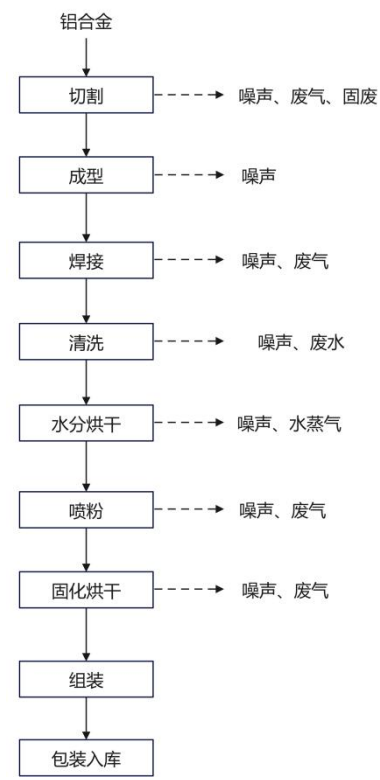 铝合金
切割 噪声、废气、固废
成型 噪声
焊接 噪声、废气
清洗 噪声、废水
水分烘干 噪声、水蒸气
喷粉 噪声、废气
固化烘干 噪声、废气
组装
包装入库